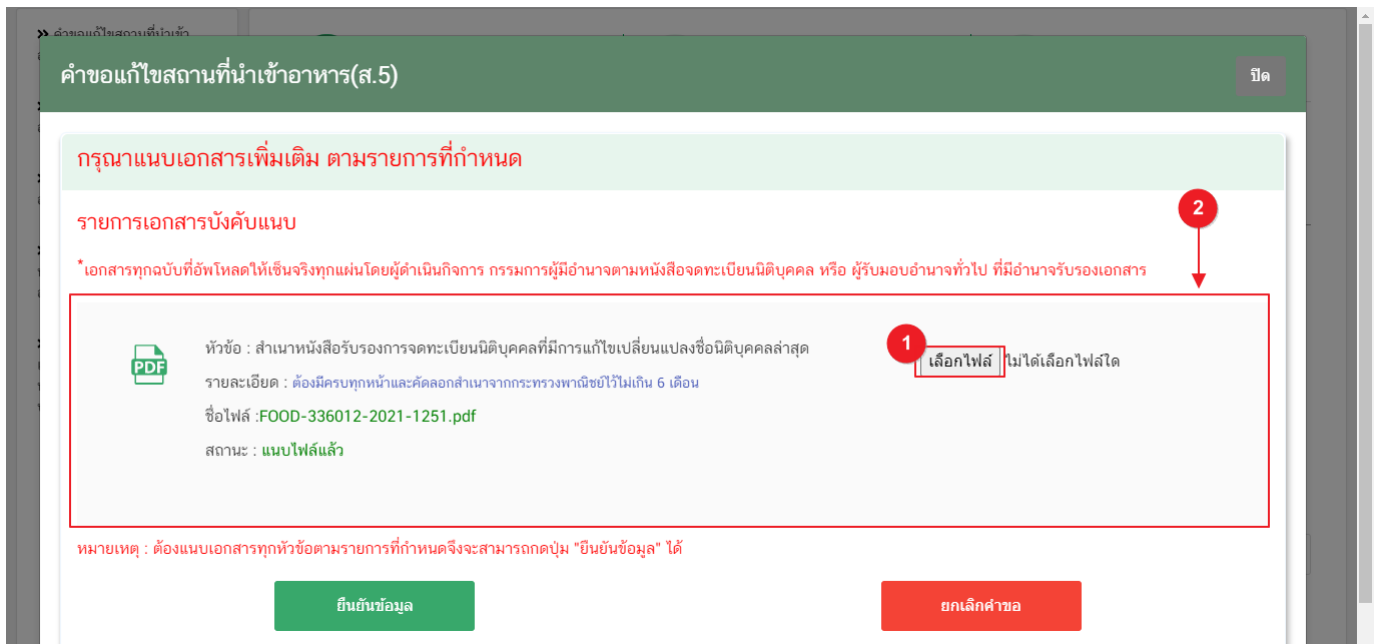 คำขอแก้ไขสถานที่นำเข้า
คำขอแก้ไขสถานที่นำเข้าอาหาร(ส.5)
ปิด
กรุณาแนบเอกสารเพิ่มเติม ตามรายการที่กำหนด
รายการเอกสารบังคับแนบ
2
*เอกสารทุกฉบับที่อัพโหลดให้เซ็นจริงทุกแผ่นโดยผู้ดำเนินกิจการ กรรมการผู้มีอำนาจตามหนังสือจดทะเบียนนิติบุคคล หรือ ผู้รับมอบอำนาจทั่วไป ที่มีอำนาจรับรองเอกสาร
PDF
หัวข้อ : สำเนาหนังสือรับรองการจดทะเบียนนิติบุคคลที่มีการแก้ไขเปลี่ยนแปลงชื่อนิติบุคคลล่าสุด
1
เลือกไฟล์ ไม่ได้เลือกไฟล์ใด
รายละเอียด : ต้องมีครบทุกหน้าและคัดลอกสำเนาจากกระทรวงพาณิชย์ไว้ไม่เกิน 6 เดือน
ชื่อไฟล์ :FOOD-336012-2021-1251.pdf
สถานะ : แนบไฟล์แล้ว
หมายเหตุ : ต้องแนบเอกสารทุกหัวข้อตามรายการที่กำหนดจึงจะสามารถกดปุ่ม "ยืนยันข้อมูล" ได้
ยืนยันข้อมูล
ยกเลิกคำขอ